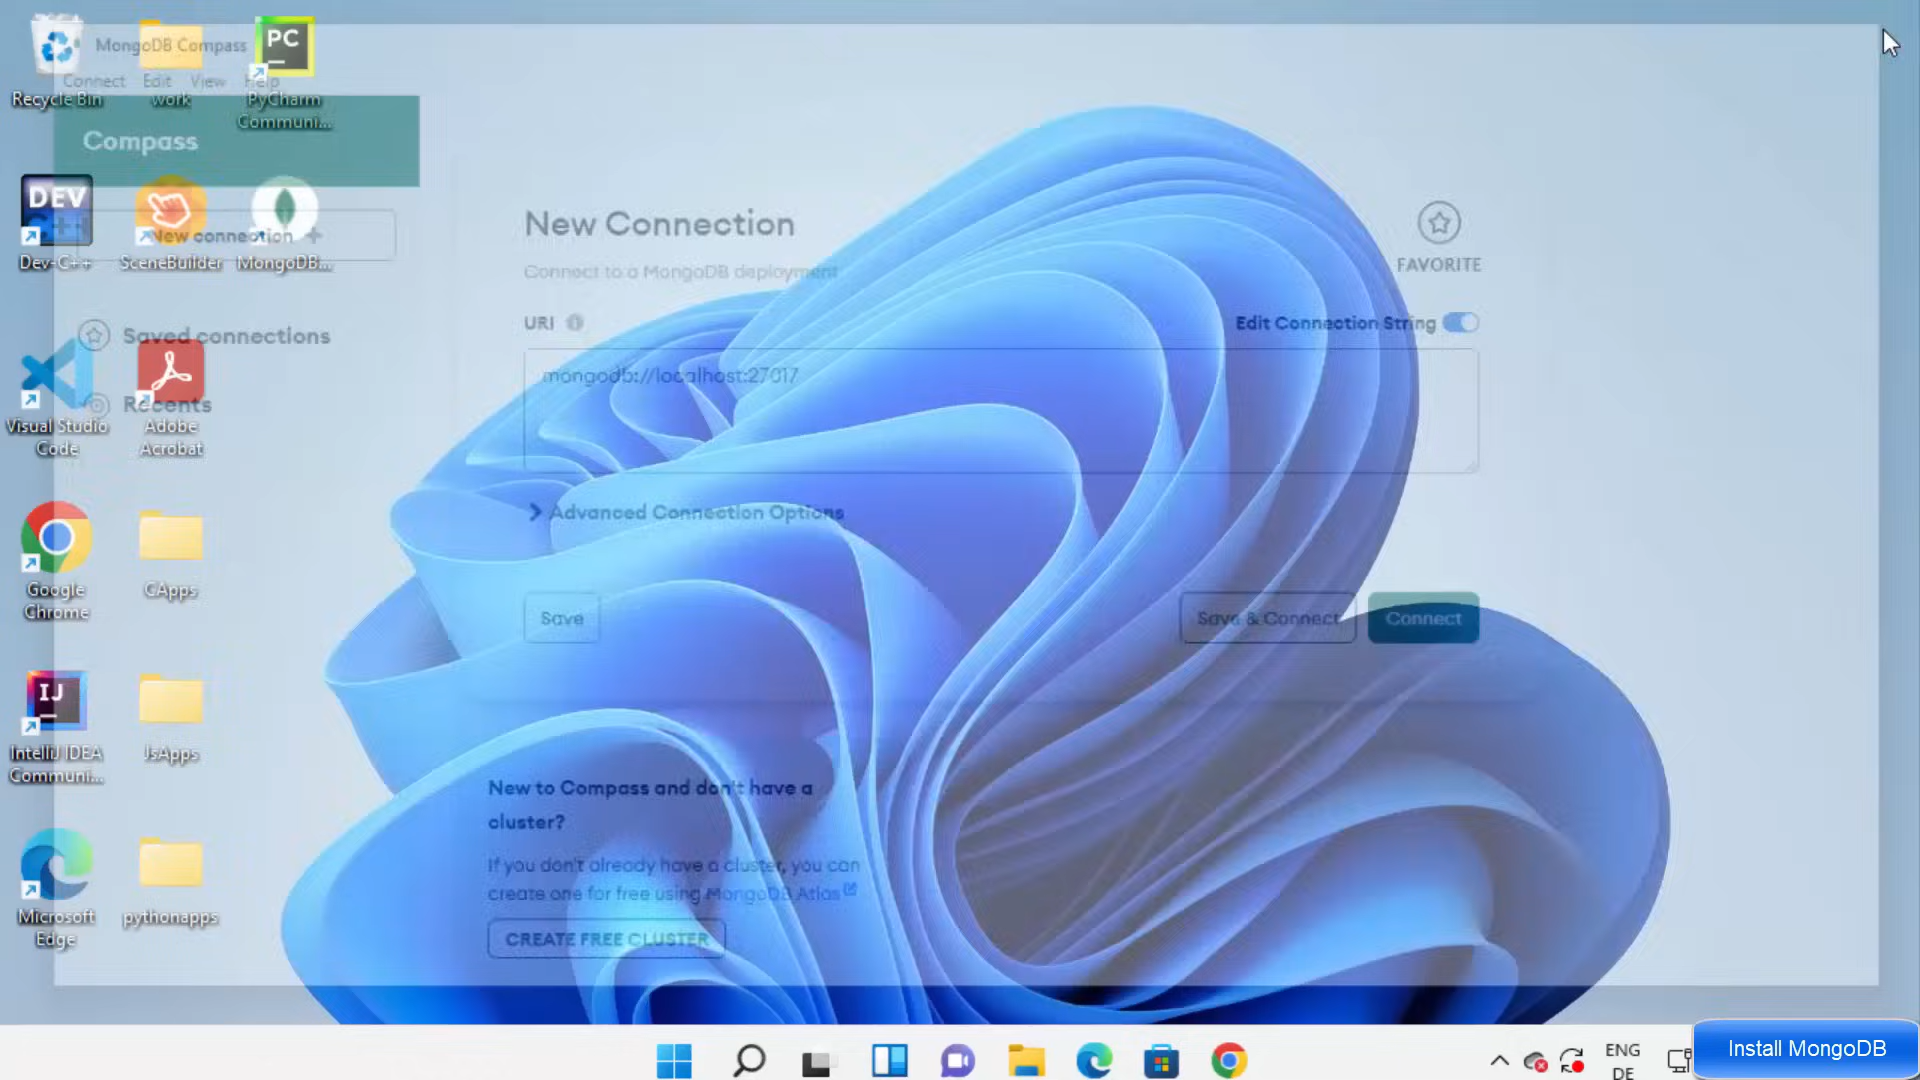 MongoDB Compass
Connect Edit View Help
Recycle Bin
work
PC
PyCharm
Communi...
Compass
DEV
C++
Dev-C++
SceneBuilder
MongoDB...
New connection +
Saved connections
Recents
Visual Studio
Code
Adobe
Acrobat
Google
Chrome
CApps
IJ
IntelliJ IDEA
Communi...
JsApps
Microsoft
Edge
pythonapps
New Connection
Connect to a MongoDB deployment
FAVORITE
URI
Edit Connection String
mongodb://localhost:27017
Advanced Connection Options
Save
Save & Connect
Connect
New to Compass and don't have a
cluster?
If you don't already have a cluster, you can
create one for free using MongoDB Atlas
CREATE FREE CLUSTER
ENG
DE
Install MongoDB